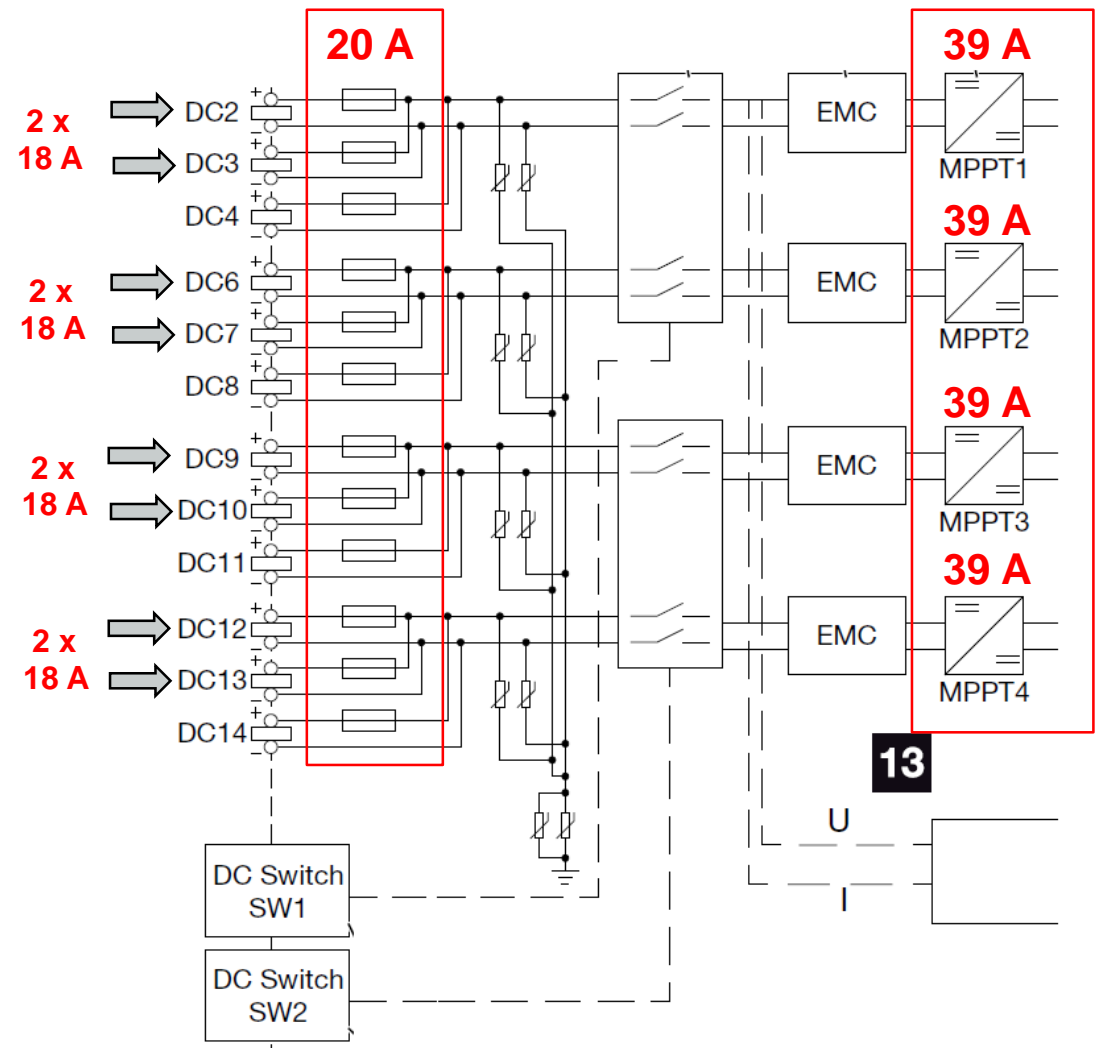 20 A
39 A
2 x
18 A
DC2
DC3
DC4
EMC
MPPT1
39 A
2 x
18 A
DC6
DC7
DC8
EMC
MPPT2
39 A
2 x
18 A
DC9
DC10
DC11
EMC
MPPT3
39 A
2 x
18 A
DC12
DC13
DC14
EMC
MPPT4
13
U
I
DC Switch
SW1
DC Switch
SW2